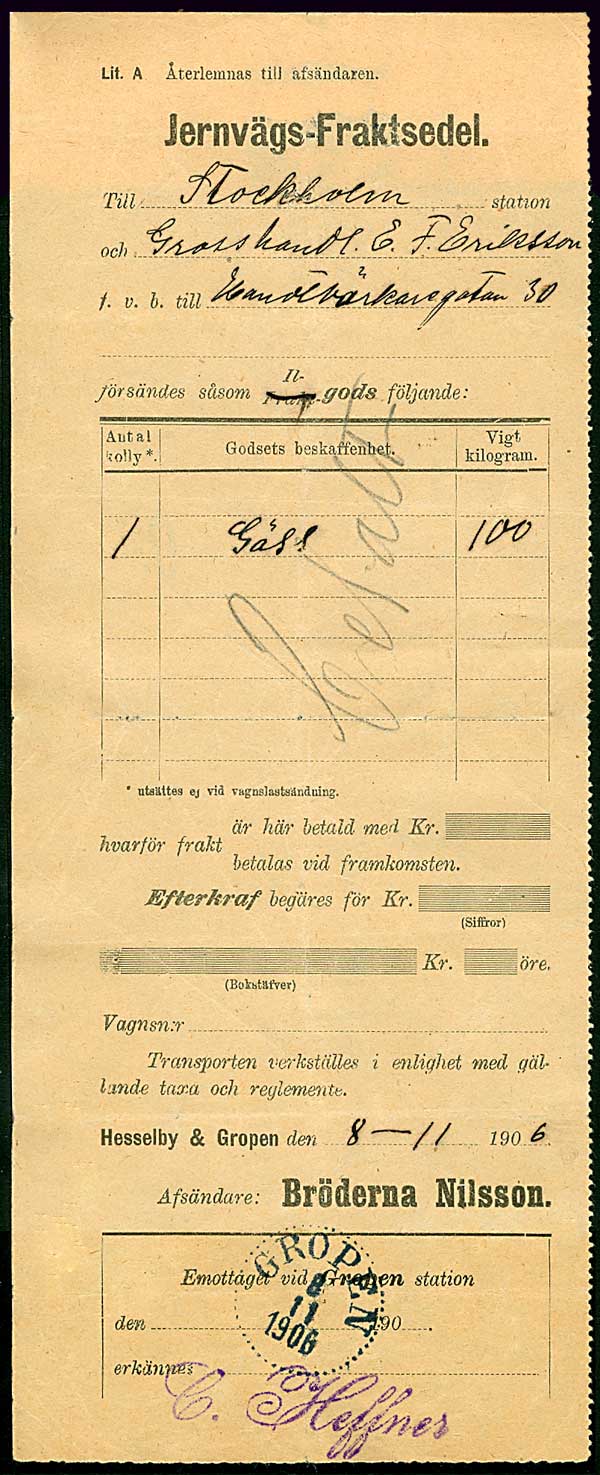 Lit. A Återlemnas till afsändaren.
Jernvägs-Fraktsedel.
Till Stockholm station
och Grosshandl. E. F. Eriksson
f. v. b. till Handtvärkaregatan 30
Il-
försändes såsom Frakt- gods följande:
Antal kolly *. Godsets beskaffenhet. Vigt kilogram.
1 Gäss 100
Betalt
* utsättes ej vid vagnslastsändning.
är här betald med Kr.
hvarför frakt
betalas vid framkomsten.
Efterkraf begäres för Kr.
(Siffror)
Kr. öre.
(Bokstäfver)
Vagnsn:r
Transporten verkställes i enlighet med gäl-
lande taxa och reglemente.
Hesselby & Gropen den 8 — 11 1906.
Afsändare: Bröderna Nilsson.
Emottaget vid Gropen station
GROPEN
8
11
1906
den 190 .
erkännes
C. Heffner